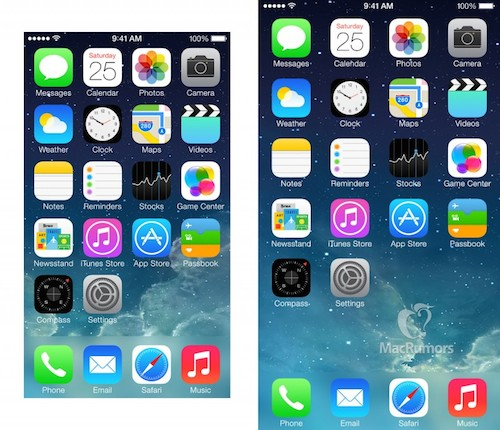 9:41 AM 100%
Saturday
25
Messages Calendar Photos Camera
280
Weather Clock Maps Videos
Notes Reminders Stocks Game Center
Newsstand iTunes Store App Store Passbook
Compass Settings
Phone Email Safari Music
9:41 AM 100%
Saturday
25
Messages Calendar Photos Camera
280
Weather Clock Maps Videos
Notes Reminders Stocks Game Center
Newsstand iTunes Store App Store Passbook
Compass Settings
MacRumors
Phone Email Safari Music